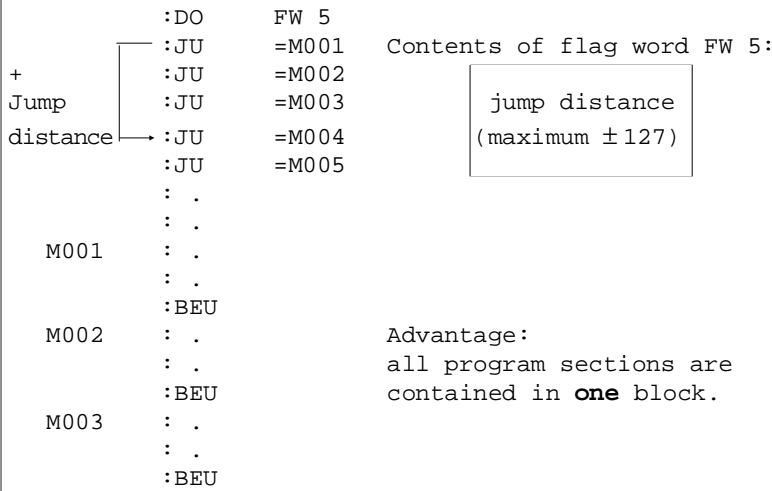 :DO FW 5
:JU =M001 Contents of flag word FW 5:
+ :JU =M002
Jump :JU =M003 jump distance
distance :JU =M004 (maximum ±127)
:JU =M005
: .
: .
M001 : .
: .
:BEU
M002 : . Advantage:
: . all program sections are
:BEU contained in one block.
M003 : .
: .
:BEU